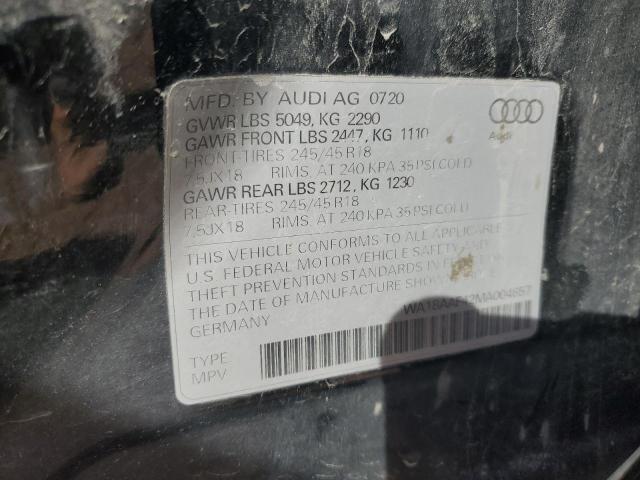 MFD. BY AUDI AG 0720
GVWR LBS 5049, KG 2290
GAWR FRONT LBS 2447, KG 1110
FRONT-TIRES 245/45 R18
7,5JX18 RIMS, AT 240 KPA 35 PSI COLD
GAWR REAR LBS 2712, KG 1230
REAR-TIRES 245/45 R18
7,5JX18 RIMS, AT 240 KPA 35 PSI COLD
THIS VEHICLE CONFORMS TO ALL APPLICABLE
U.S. FEDERAL MOTOR VEHICLE SAFETY AND
THEFT PREVENTION STANDARDS IN EFFECT ON
THE DATE OF MANUFACTURE SHOWN ABOVE
GERMANY
TYPE
MPV